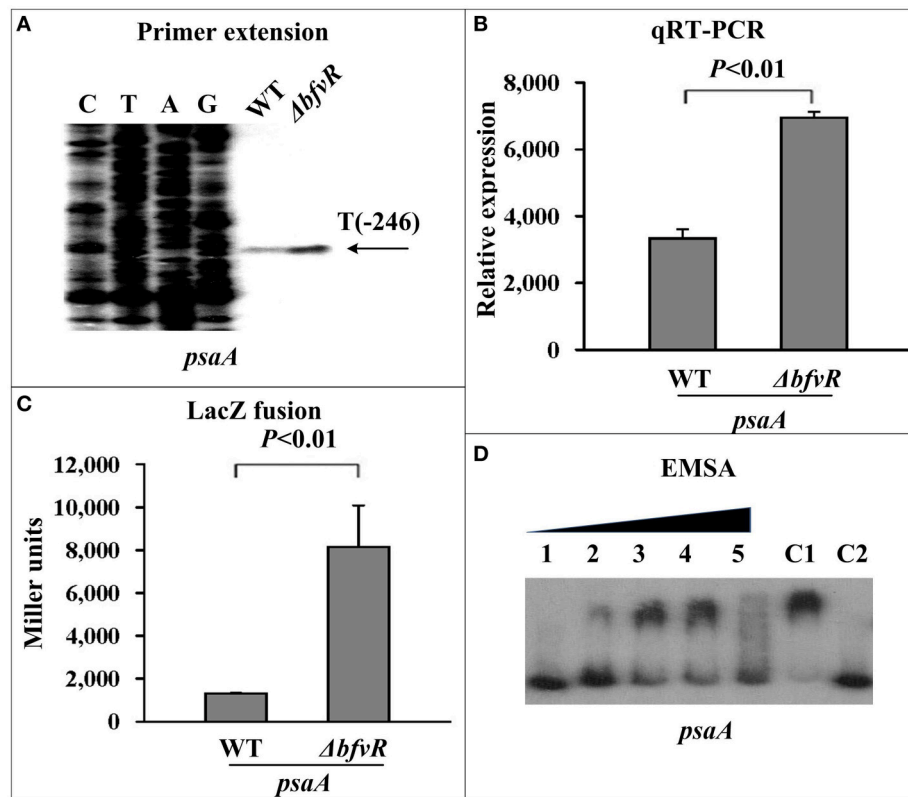 A
Primer extension
C T A G WT ΔbfvR
T(-246)
psaA
B
qRT-PCR
P<0.01
8,000
6,000
4,000
2,000
0
Relative expression
WT ΔbfvR
psaA
C
LacZ fusion
P<0.01
12,000
10,000
8,000
6,000
4,000
2,000
0
Miller units
WT ΔbfvR
psaA
D
EMSA
1 2 3 4 5 C1 C2
psaA